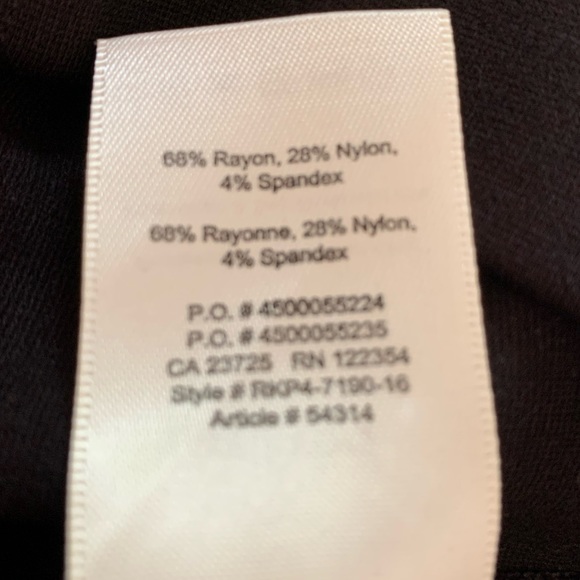 68% Rayon, 28% Nylon,
4% Spandex
68% Rayonne, 28% Nylon,
4% Spandex
P.O. # 4500055224
P.O. # 4500055235
CA 23725 RN 122354
Style # RKP4-7190-16
Article # 54314